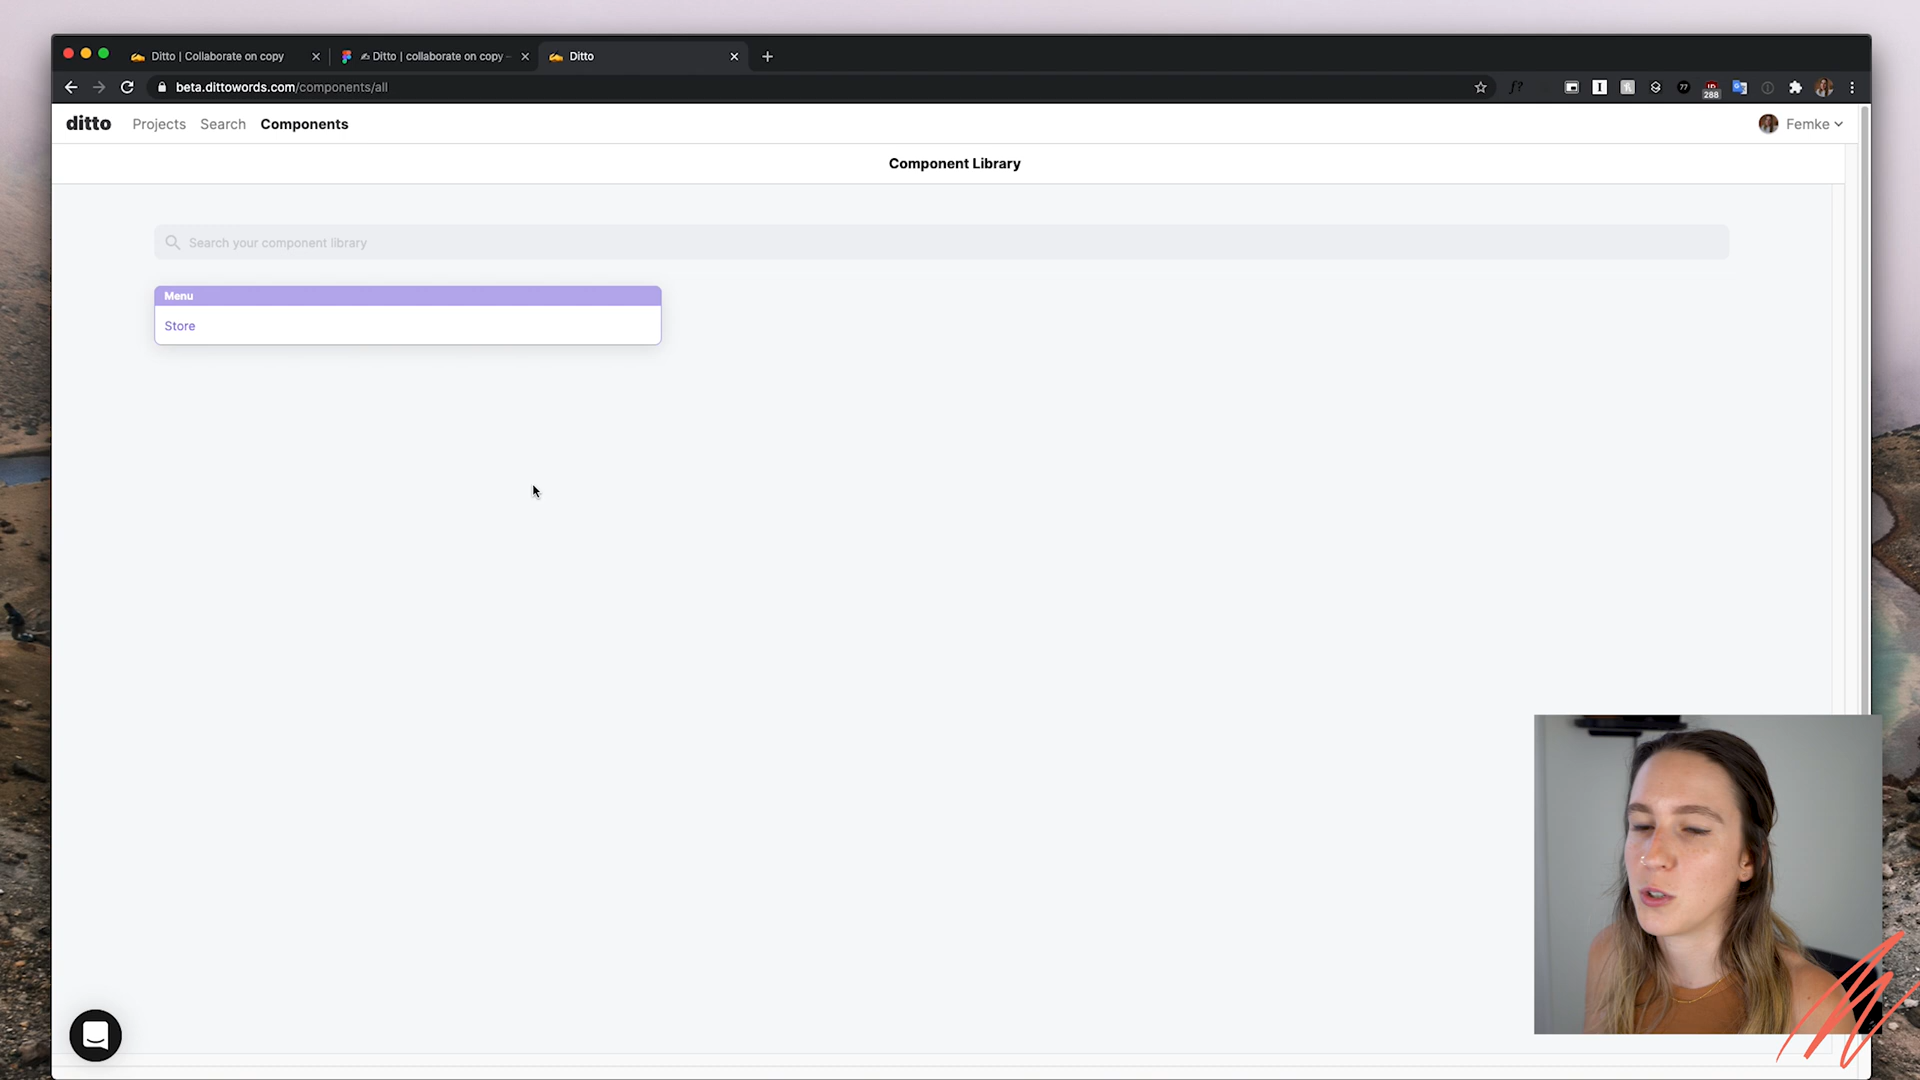 Ditto | Collaborate on copy
Ditto | collaborate on copy
Ditto
beta.dittowords.com/components/all
288
ditto Projects Search Components
Femke
Component Library
Search your component library
Menu
Store